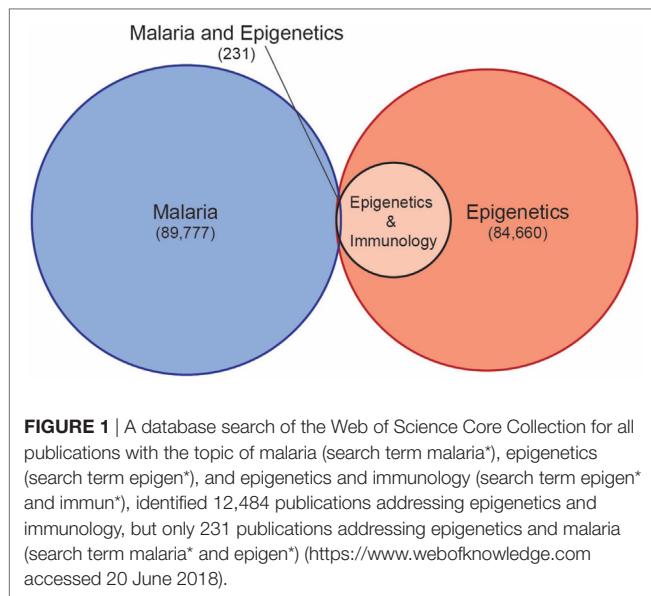 Malaria and Epigenetics
(231)
Malaria
(89,777)
Epigenetics
&
Immunology
Epigenetics
(84,660)
FIGURE 1 | A database search of the Web of Science Core Collection for all
publications with the topic of malaria (search term malaria*), epigenetics
(search term epigen*), and epigenetics and immunology (search term epigen*
and immun*), identified 12,484 publications addressing epigenetics and
immunology, but only 231 publications addressing epigenetics and malaria
(search term malaria* and epigen*) (https://www.webofknowledge.com
accessed 20 June 2018).